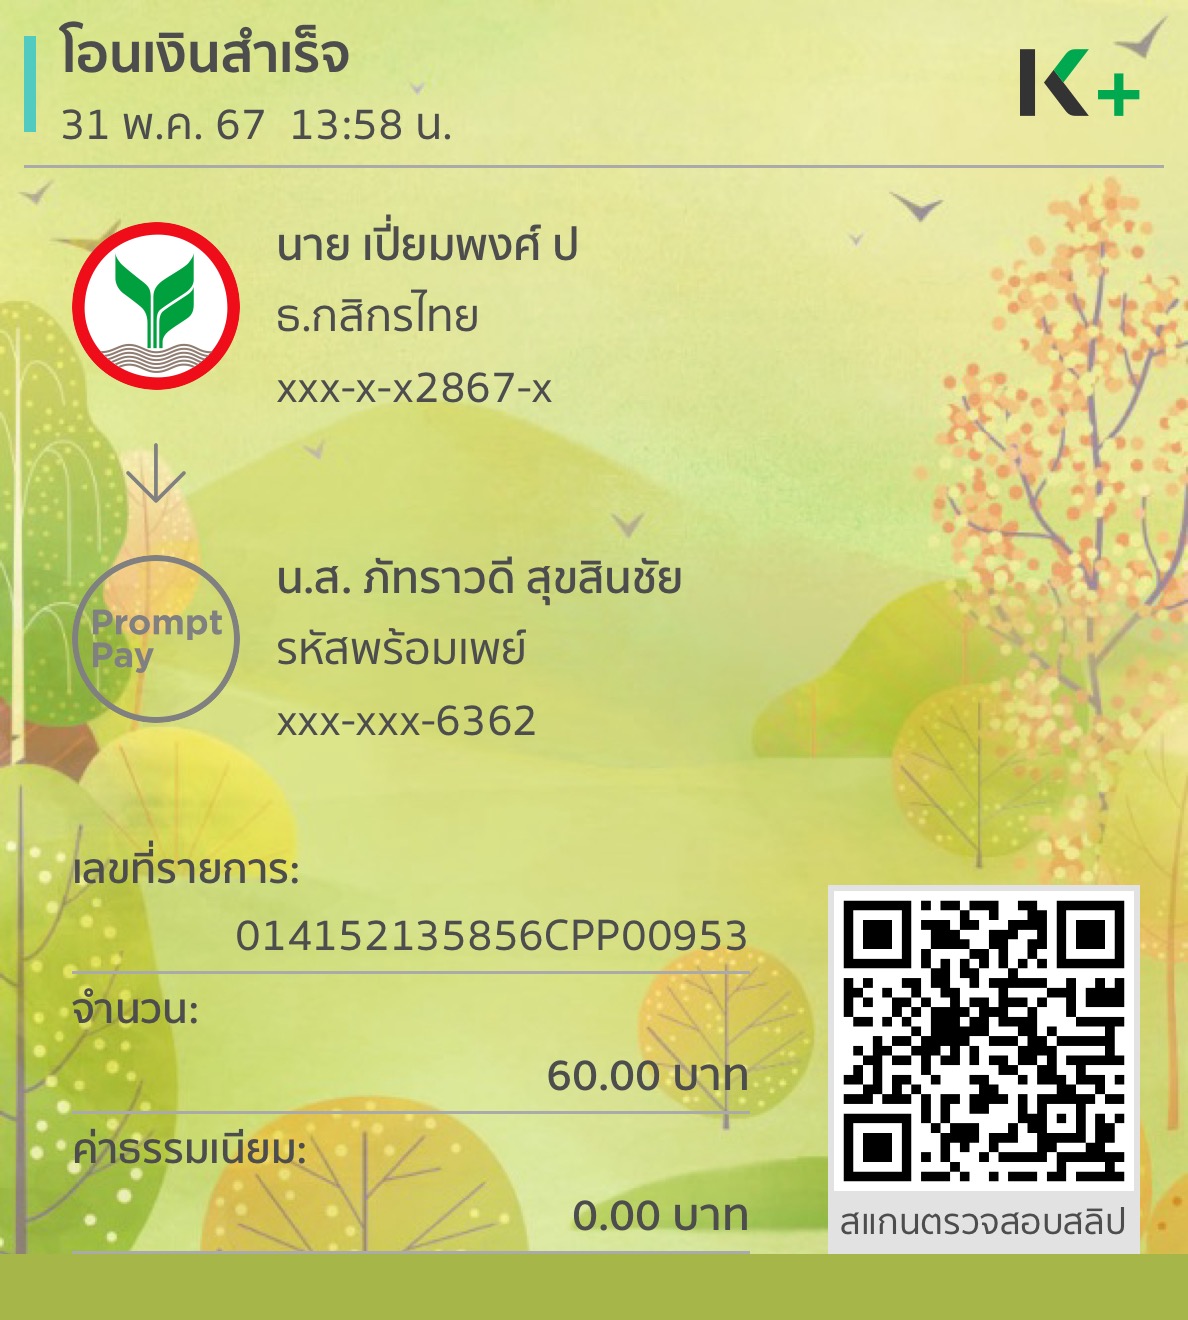 โอนเงินสำเร็จ
31 พ.ค. 67 13:58 น.
K+
นาย เปี่ยมพงศ์ ป
ธ.กสิกรไทย
xxx-x-x2867-x
Prompt
Pay
น.ส. ภัทราวดี สุขสินชัย
รหัสพร้อมเพย์
xxx-xxx-6362
เลขที่รายการ:
014152135856CPP00953
จำนวน:
60.00 บาท
ค่าธรรมเนียม:
0.00 บาท
สแกนตรวจสอบสลิป